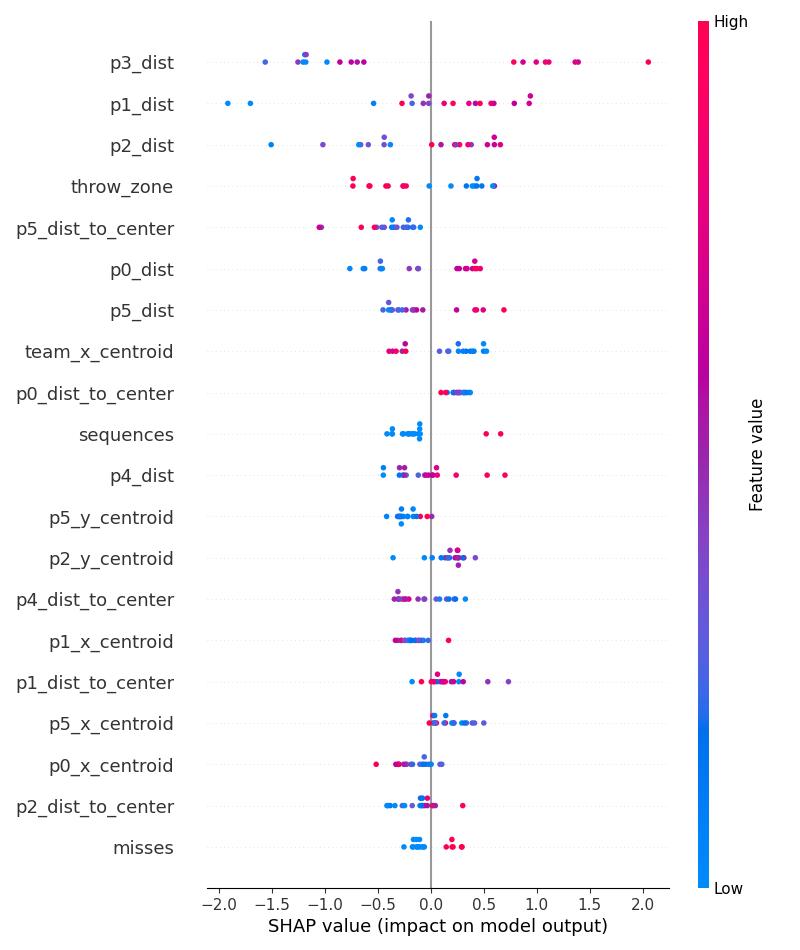 High
p3_dist
p1_dist
p2_dist
throw_zone
p5_dist_to_center
p0_dist
p5_dist
team_x_centroid
p0_dist_to_center
sequences
p4_dist
p5_y_centroid
p2_y_centroid
p4_dist_to_center
p1_x_centroid
p1_dist_to_center
p5_x_centroid
p0_x_centroid
p2_dist_to_center
misses
Feature value
Low
−2.0 −1.5 −1.0 −0.5 0.0 0.5 1.0 1.5 2.0
SHAP value (impact on model output)